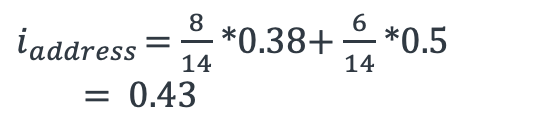 i_address = 8/14 *0.38+ 6/14 *0.5
= 0.43